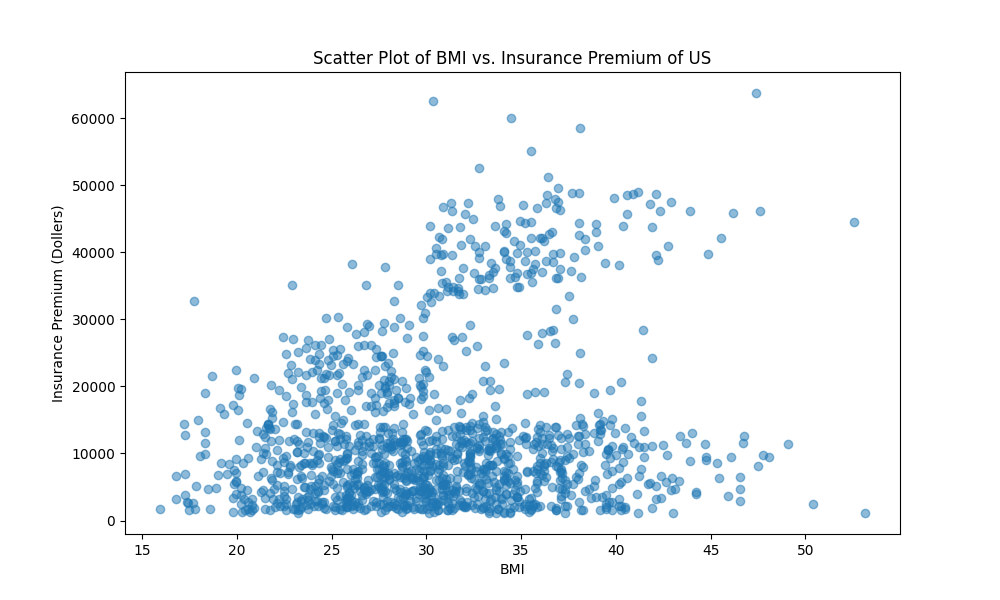 Scatter Plot of BMI vs. Insurance Premium of US
60000
50000
40000
30000
20000
10000
0
Insurance Premium (Dollers)
15 20 25 30 35 40 45 50
BMI